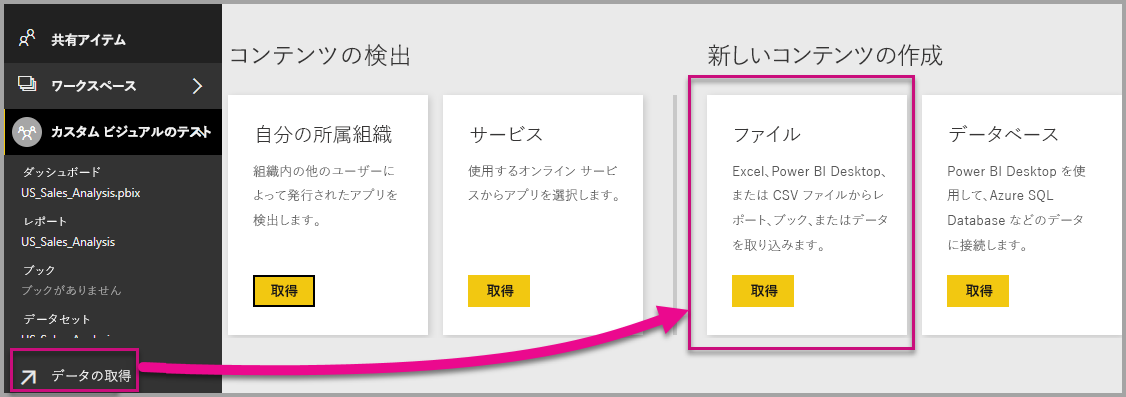 共有アイテム
ワークスペース
カスタム ビジュアルのテスト
ダッシュボード
US_Sales_Analysis.pbix
レポート
US_Sales_Analysis
ブック
ブックがありません
データセット
US_Sales_Analysis
データの取得
コンテンツの検出
自分の所属組織
組織内の他のユーザーに
よって発行されたアプリを
検出します。
取得
サービス
使用するオンライン サービ
スからアプリを選択します。
取得
新しいコンテンツの作成
ファイル
Excel、Power BI Desktop、
または CSV ファイルからレ
ポート、ブック、またはデータ
を取り込みます。
取得
データベース
Power BI Desktop を使
用して、Azure SQL
Database などのデータ
に接続します。
取得